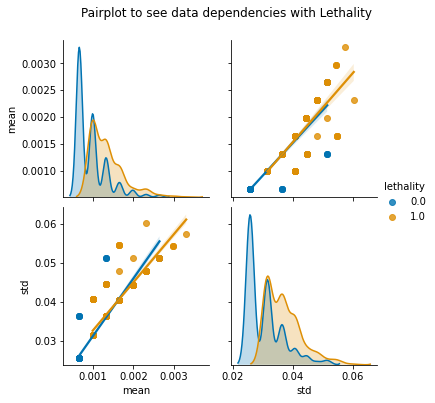 Pairplot to see data dependencies with Lethality
0.0030
0.0025
0.0020
0.0015
0.0010
mean
lethality
0.0
1.0
0.06
0.05
0.04
0.03
std
0.001 0.002 0.003
mean
0.02 0.04 0.06
std